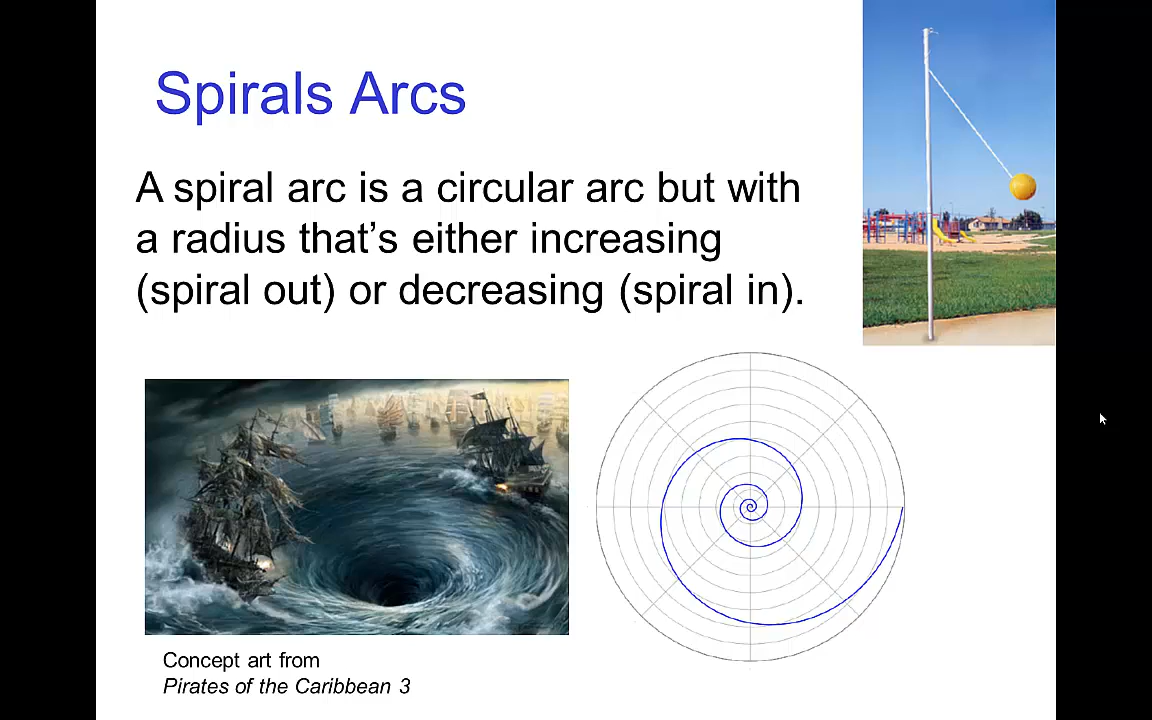 Spirals Arcs
A spiral arc is a circular arc but with
a radius that's either increasing
(spiral out) or decreasing (spiral in).
Concept art from
Pirates of the Caribbean 3